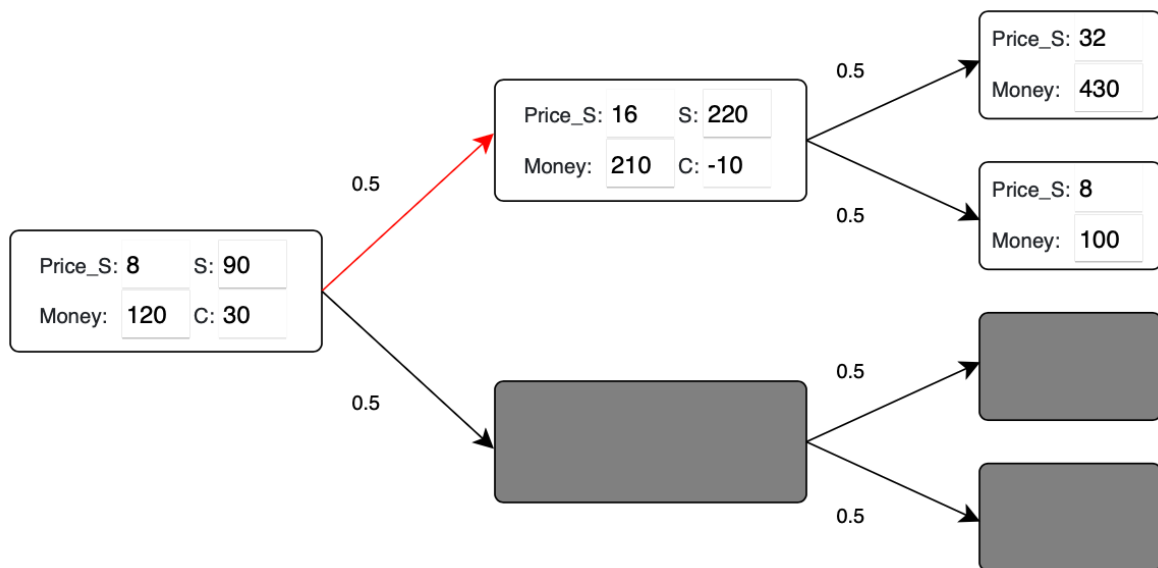 Price_S: 8 S: 90
Money: 120 C: 30
0.5
0.5
Price_S: 16 S: 220
Money: 210 C: -10
0.5
0.5
Price_S: 32
Money: 430
Price_S: 8
Money: 100
0.5
0.5